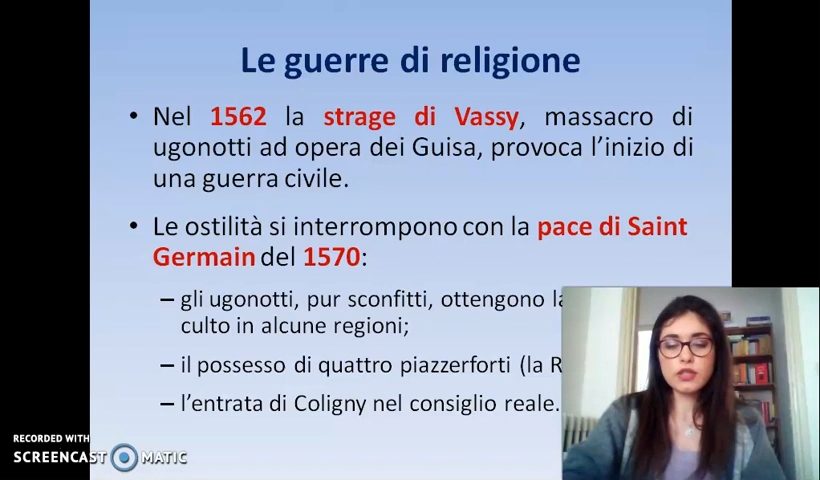 Le guerre di religione
• Nel 1562 la strage di Vassy, massacro di
ugonotti ad opera dei Guisa, provoca l'inizio di
una guerra civile.
• Le ostilità si interrompono con la pace di Saint
Germain del 1570:
– gli ugonotti, pur sconfitti, ottengono
culto in alcune regioni;
– il possesso di quattro piazzerforti (la
– l'entrata di Coligny nel consiglio reale.
RECORDED WITH
SCREENCAST MATIC